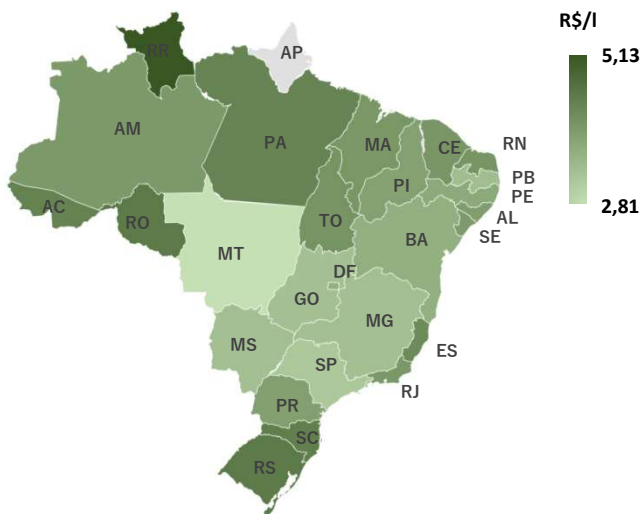 R$/l
5,13
2,81
RR
AP
AM
PA
MA
CE
RN
PB
PE
PI
AL
SE
AC
RO
TO
BA
MT
DF
GO
MG
ES
MS
SP
RJ
PR
SC
RS